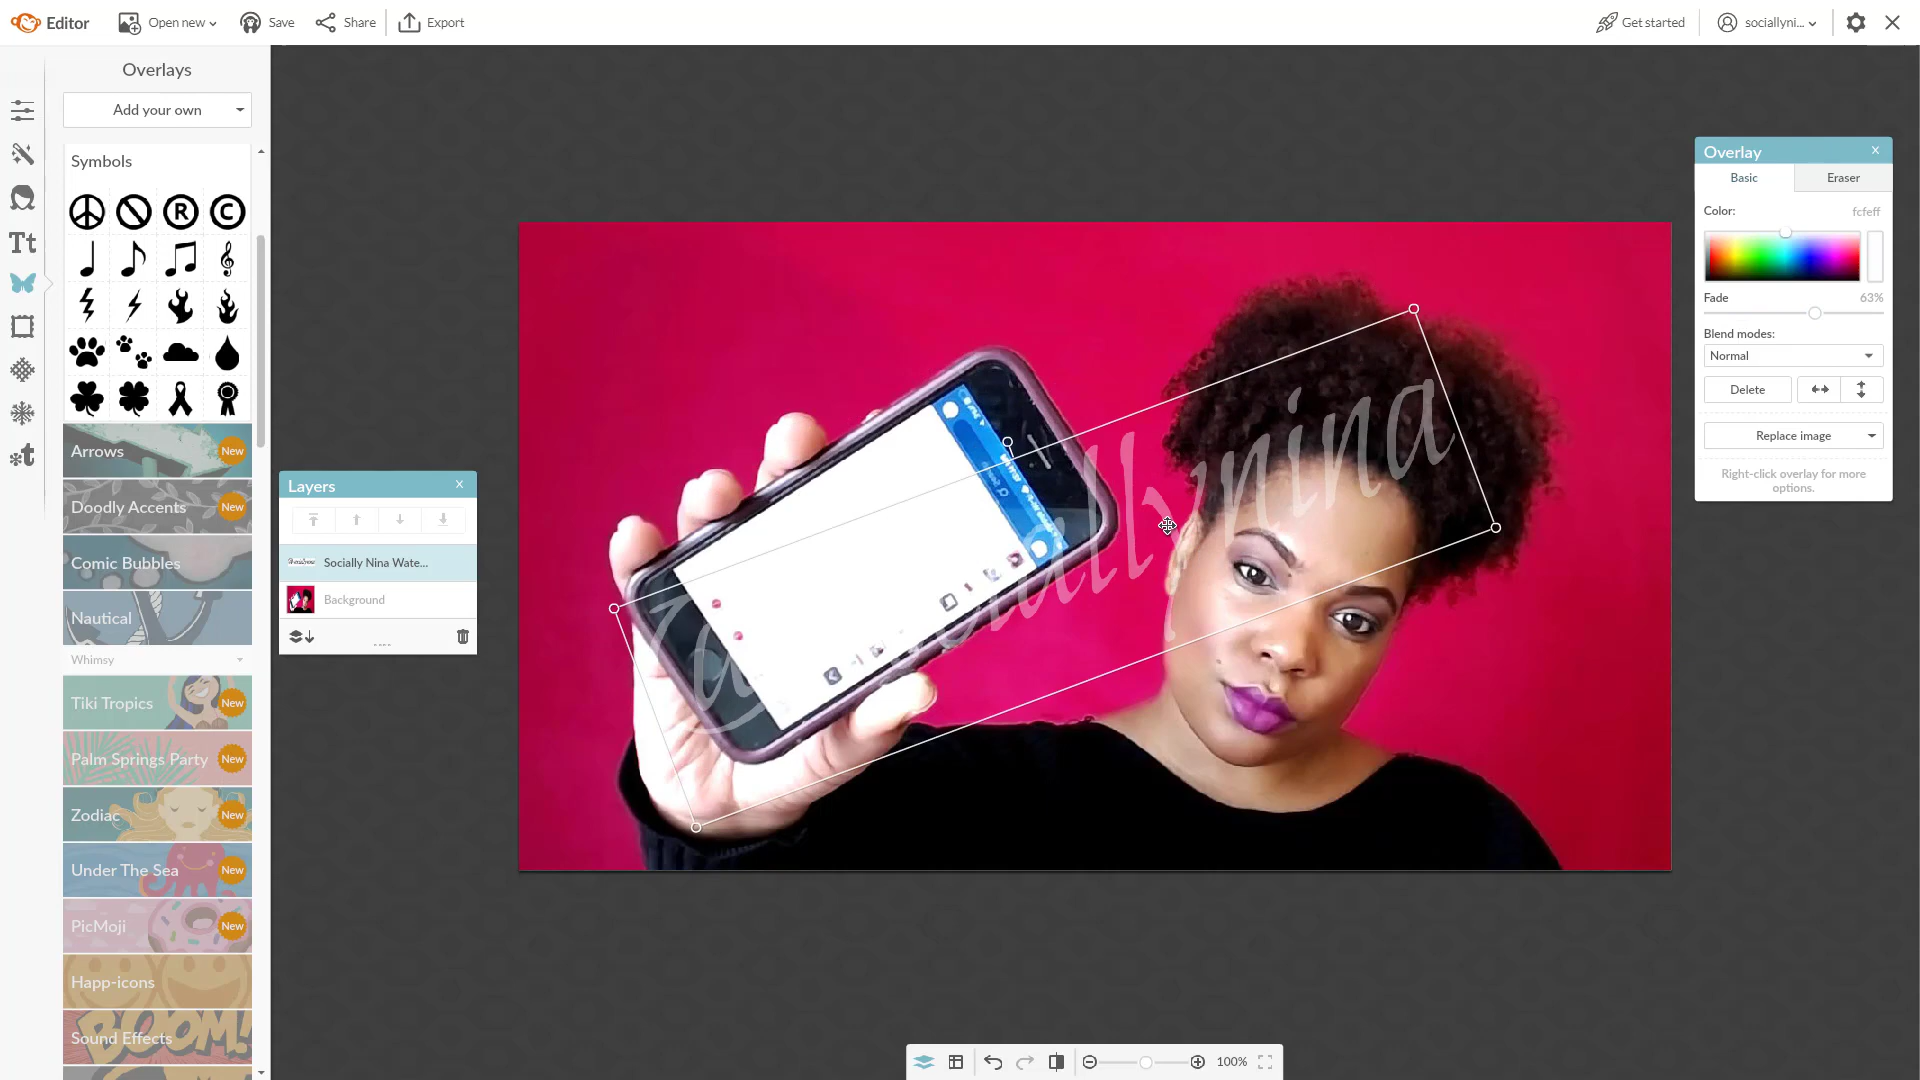 Editor
Open new
Save
Share
Export
Get started
sociallyni...
Overlays
Add your own
Symbols
Arrows
New
Doodly Accents
New
Comic Bubbles
Nautical
Whimsy
Tiki Tropics
New
Palm Springs Party
New
Zodiac
New
Under The Sea
New
PicMoji
New
Happ-icons
Sound Effects
BOOM!
Layers
Socially Nina Wate...
Background
@sociallynina
Overlay
Basic
Eraser
Color:
fcfeff
Fade
63%
Blend modes:
Normal
Delete
Replace image
Right-click overlay for more
options.
100%